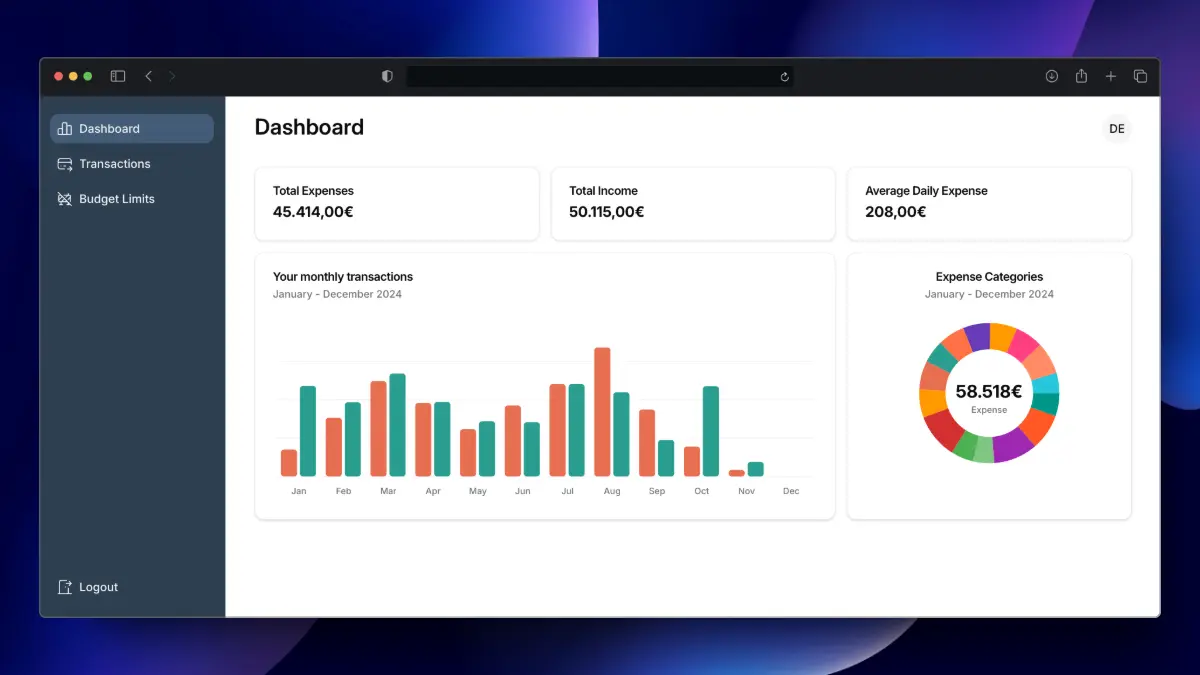 Dashboard
Transactions
Budget Limits
Logout
Dashboard
DE
Total Expenses
45.414,00€
Total Income
50.115,00€
Average Daily Expense
208,00€
Your monthly transactions
January - December 2024
Jan Feb Mar Apr May Jun Jul Aug Sep Oct Nov Dec
Expense Categories
January - December 2024
58.518€
Expense